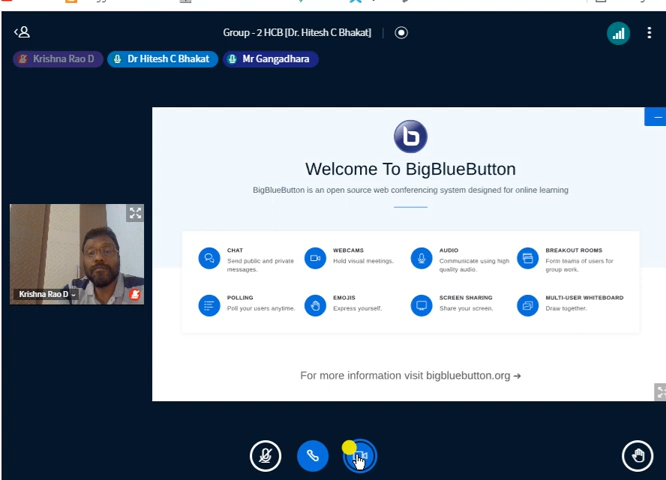 Group - 2 HCB [Dr. Hitesh C Bhakat]
Krishna Rao D
Dr Hitesh C Bhakat
Mr Gangadhara
b
Welcome To BigBlueButton
BigBlueButton is an open source web conferencing system designed for online learning
CHAT
Send public and private
messages.
WEBCAMS
Hold visual meetings.
AUDIO
Communicate using high
quality audio.
BREAKOUT ROOMS
Form teams of users for
group work.
Krishna Rao D
POLLING
Poll your users anytime.
EMOJIS
Express yourself.
SCREEN SHARING
Share your screen.
MULTI-USER WHITEBOARD
Draw together.
For more information visit bigbluebutton.org →